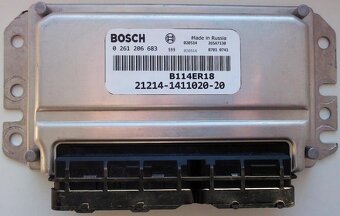 BOSCH
Made in Russia
0 261 206 683
B114ER18
21214-1411020-20